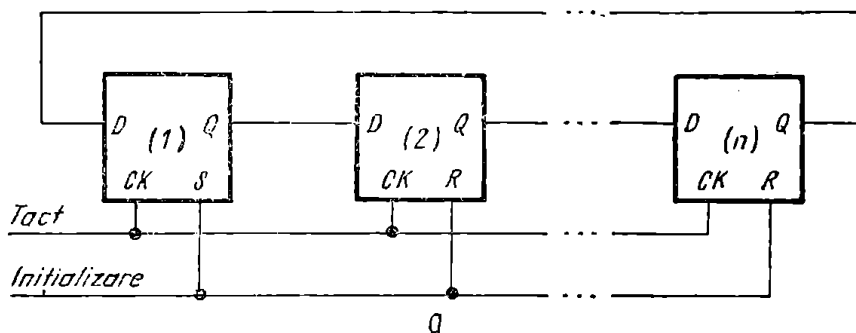 D (1) Q D (2) Q D (n) Q
CK S CK R CK R
Tact
Initializare
a